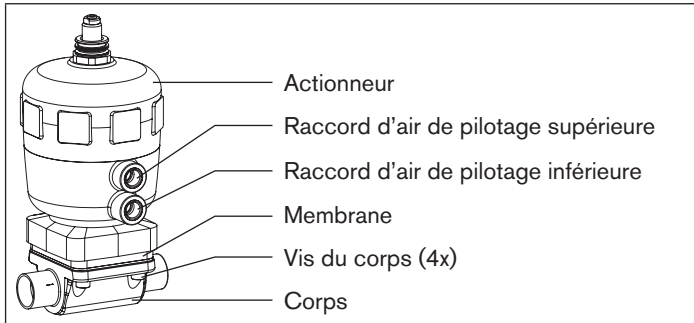 Actionneur
Raccord d'air de pilotage supérieure
Raccord d'air de pilotage inférieure
Membrane
Vis du corps (4x)
Corps